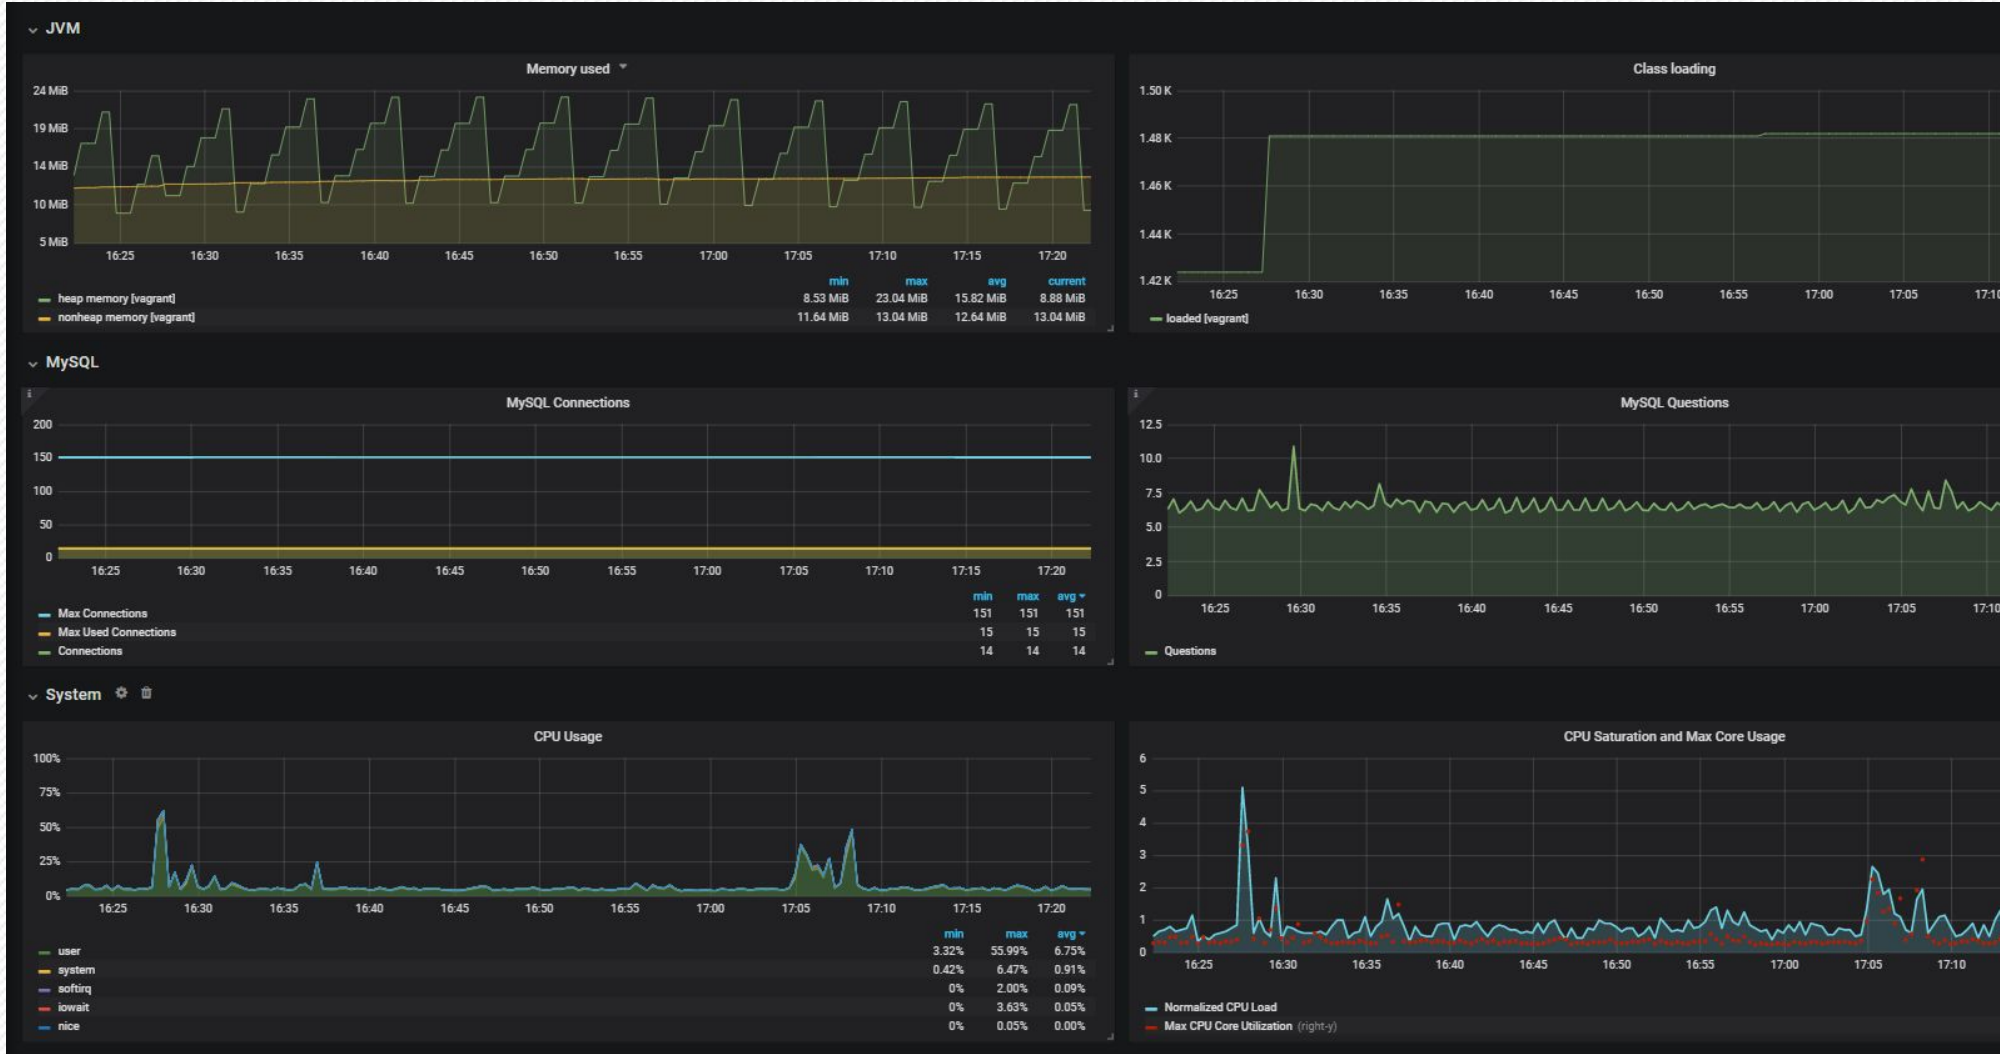 JVM
Memory used
24 MiB
19 MiB
14 MiB
10 MiB
5 MiB
16:25 16:30 16:35 16:40 16:45 16:50 16:55 17:00 17:05 17:10 17:15 17:20
min max avg current
heap memory [vagrant] 8.53 MiB 23.04 MiB 15.82 MiB 8.88 MiB
nonheap memory [vagrant] 11.64 MiB 13.04 MiB 12.64 MiB 13.04 MiB
Class loading
1.50 K
1.48 K
1.46 K
1.44 K
1.42 K
16:25 16:30 16:35 16:40 16:45 16:50 16:55 17:00 17:05 17:10
loaded [vagrant]
MySQL
i
MySQL Connections
200
150
100
50
0
16:25 16:30 16:35 16:40 16:45 16:50 16:55 17:00 17:05 17:10 17:15 17:20
min max avg
Max Connections 151 151 151
Max Used Connections 15 15 15
Connections 14 14 14
i
MySQL Questions
12.5
10.0
7.5
5.0
2.5
0
16:25 16:30 16:35 16:40 16:45 16:50 16:55 17:00 17:05 17:10
Questions
System
CPU Usage
100%
75%
50%
25%
0%
16:25 16:30 16:35 16:40 16:45 16:50 16:55 17:00 17:05 17:10 17:15 17:20
min max avg
user 3.32% 55.99% 6.75%
system 0.42% 6.47% 0.91%
softirq 0% 2.00% 0.09%
iowait 0% 3.63% 0.05%
nice 0% 0.05% 0.00%
CPU Saturation and Max Core Usage
6
5
4
3
2
1
0
16:25 16:30 16:35 16:40 16:45 16:50 16:55 17:00 17:05 17:10
Normalized CPU Load
Max CPU Core Utilization (right-y)